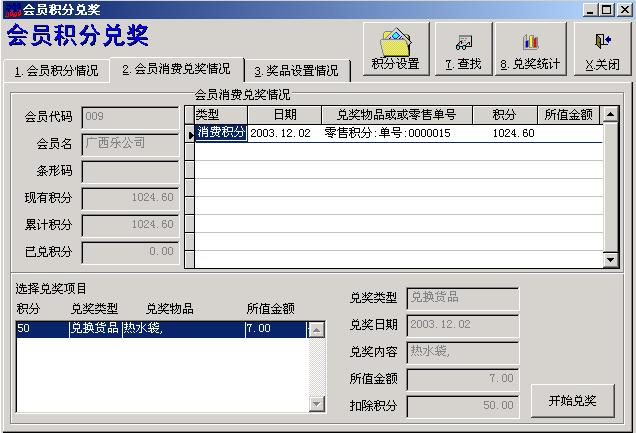 会员积分兑奖
会员积分兑奖
积分设置
7.查找
8.兑奖统计
X.关闭
1.会员积分情况
2.会员消费兑奖情况
3.奖品设置情况
会员消费兑奖情况
会员代码 009
会员名 广西乐公司
条形码
现有积分 1024.60
累计积分 1024.60
已兑积分 0.00
类型 日期 兑奖物品或或零售单号 积分 所值金额
消费积分 2003.12.02 零售积分:单号:0000015 1024.60
选择兑奖项目
积分 兑奖类型 兑奖物品 所值金额
50 兑换货品 热水袋, 7.00
兑奖类型 兑换货品
兑奖日期 2003.12.02
兑奖内容 热水袋,
所值金额 7.00
扣除积分 50.00
开始兑奖